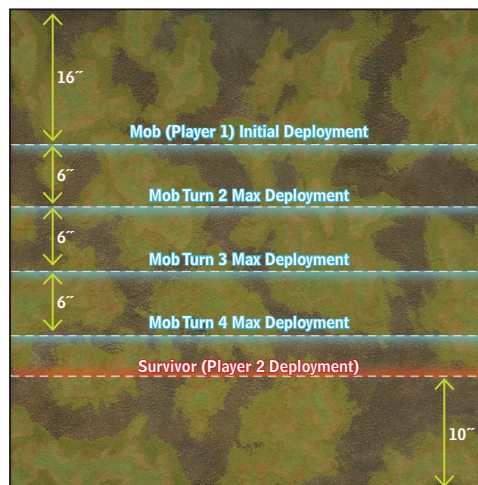 16˝
Mob (Player 1) Initial Deployment
6˝
Mob Turn 2 Max Deployment
6˝
Mob Turn 3 Max Deployment
6˝
Mob Turn 4 Max Deployment
Survivor (Player 2 Deployment)
10˝